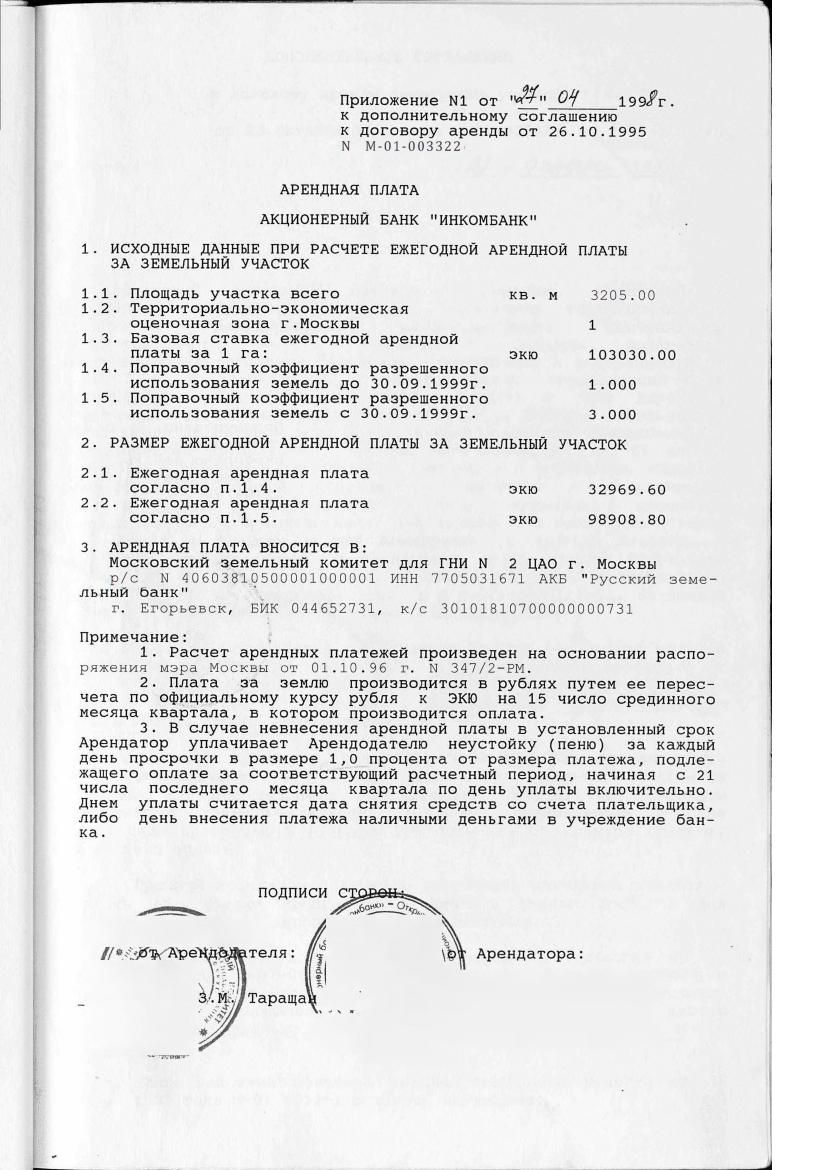 Приложение N1 от "27" 04 1998г.
к дополнительному соглашению
к договору аренды от 26.10.1995
N М-01-003322
АРЕНДНАЯ ПЛАТА
АКЦИОНЕРНЫЙ БАНК "ИНКОМБАНК"
1. ИСХОДНЫЕ ДАННЫЕ ПРИ РАСЧЕТЕ ЕЖЕГОДНОЙ АРЕНДНОЙ ПЛАТЫ
ЗА ЗЕМЕЛЬНЫЙ УЧАСТОК
1.1. Площадь участка всего кв. м 3205.00
1.2. Территориально-экономическая
оценочная зона г.Москвы 1
1.3. Базовая ставка ежегодной арендной
платы за 1 га: экю 103030.00
1.4. Поправочный коэффициент разрешенного
использования земель до 30.09.1999г. 1.000
1.5. Поправочный коэффициент разрешенного
использования земель с 30.09.1999г. 3.000
2. РАЗМЕР ЕЖЕГОДНОЙ АРЕНДНОЙ ПЛАТЫ ЗА ЗЕМЕЛЬНЫЙ УЧАСТОК
2.1. Ежегодная арендная плата
согласно п.1.4. экю 32969.60
2.2. Ежегодная арендная плата
согласно п.1.5. экю 98908.80
3. АРЕНДНАЯ ПЛАТА ВНОСИТСЯ В:
Московский земельный комитет для ГНИ N 2 ЦАО г. Москвы
р/с N 40603810500001000001 ИНН 7705031671 АКБ "Русский земе-
льный банк"
г. Егорьевск, БИК 044652731, к/с 30101810700000000731
Примечание:
1. Расчет арендных платежей произведен на основании распо-
ряжения мэра Москвы от 01.10.96 г. N 347/2-РМ.
2. Плата за землю производится в рублях путем ее перес-
чета по официальному курсу рубля к ЭКЮ на 15 число срединного
месяца квартала, в котором производится оплата.
3. В случае невнесения арендной платы в установленный срок
Арендатор уплачивает Арендодателю неустойку (пеню) за каждый
день просрочки в размере 1,0 процента от размера платежа, подле-
жащего оплате за соответствующий расчетный период, начиная с 21
числа последнего месяца квартала по день уплаты включительно.
Днем уплаты считается дата снятия средств со счета плательщика,
либо день внесения платежа наличными деньгами в учреждение бан-
ка.
ПОДПИСИ СТОРОН:
от Арендодателя: от Арендатора:
З.М. Таращан